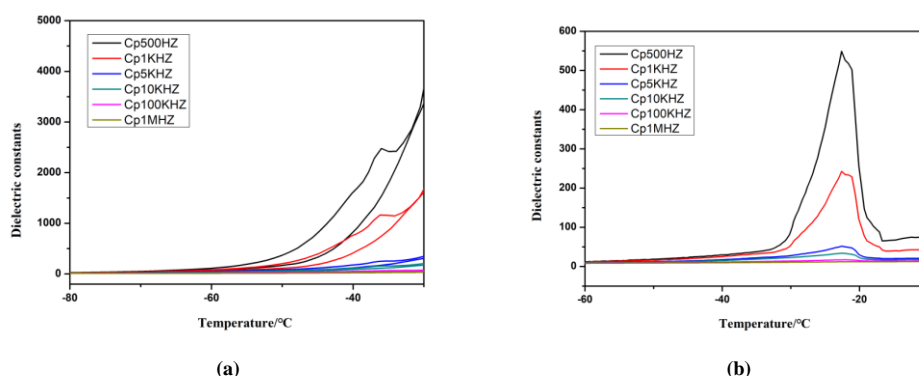 5000
4000
3000
2000
1000
0
-80
-60
-40
Dielectric constants
Temperature/°C
Cp500HZ
Cp1KHZ
Cp5KHZ
Cp10KHZ
Cp100KHZ
Cp1MHZ
(a)
600
500
400
300
200
100
0
-60
-40
-20
Dielectric constants
Temperature/°C
Cp500HZ
Cp1KHZ
Cp5KHZ
Cp10KHZ
Cp100KHZ
Cp1MHZ
(b)